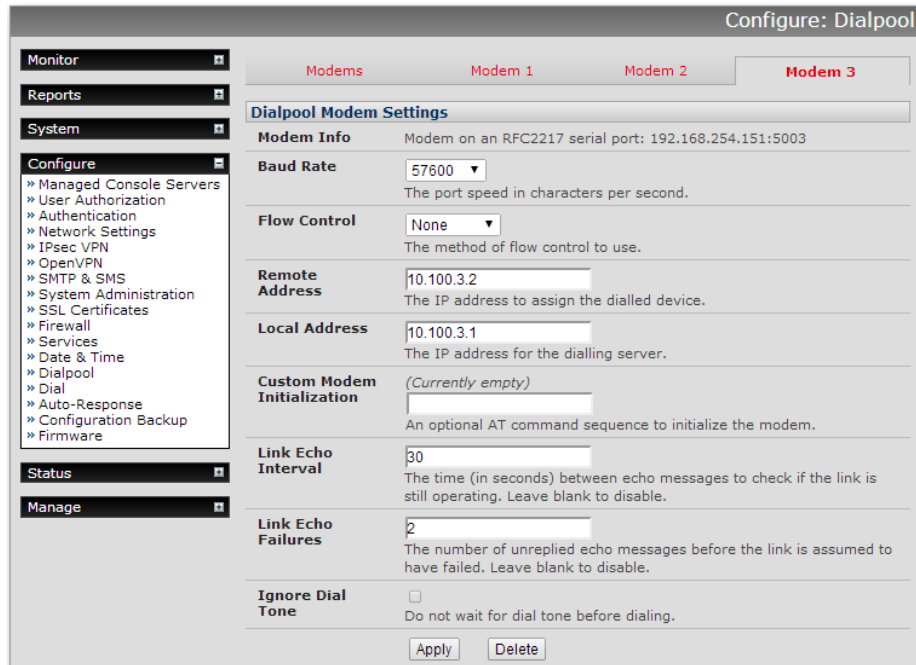 Configure: Dialpool
Monitor
Reports
System
Configure
» Managed Console Servers
» User Authorization
» Authentication
» Network Settings
» IPsec VPN
» OpenVPN
» SMTP & SMS
» System Administration
» SSL Certificates
» Firewall
» Services
» Date & Time
» Dialpool
» Dial
» Auto-Response
» Configuration Backup
» Firmware
Status
Manage
Modems Modem 1 Modem 2 Modem 3
Dialpool Modem Settings
Modem Info Modem on an RFC2217 serial port: 192.168.254.151:5003
Baud Rate 57600
The port speed in characters per second.
Flow Control None
The method of flow control to use.
Remote Address 10.100.3.2
The IP address to assign the dialled device.
Local Address 10.100.3.1
The IP address for the dialling server.
Custom Modem Initialization (Currently empty)
An optional AT command sequence to initialize the modem.
Link Echo Interval 30
The time (in seconds) between echo messages to check if the link is
still operating. Leave blank to disable.
Link Echo Failures 2
The number of unreplied echo messages before the link is assumed to
have failed. Leave blank to disable.
Ignore Dial Tone
Do not wait for dial tone before dialing.
Apply Delete